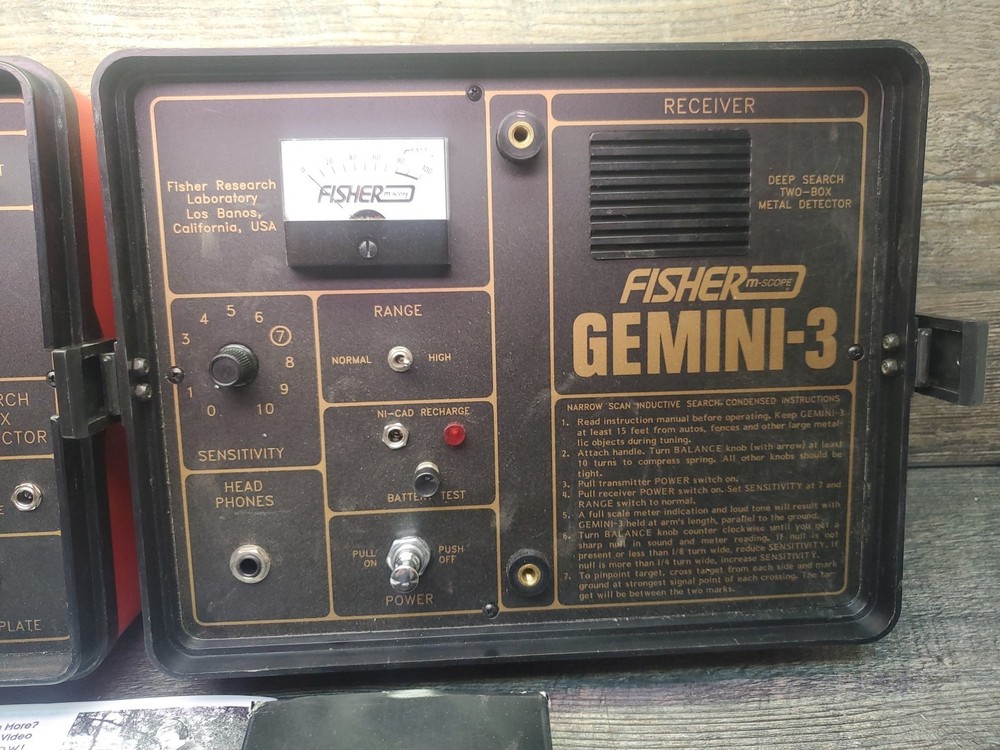 RECEIVER
Fisher Research
Laboratory
Los Banos,
California, USA
20 40 60 80 100
FISHER m-scope
DEEP SEARCH
TWO-BOX
METAL DETECTOR
FISHER m-SCOPE
GEMINI-3
0 1 3 4 5 6 7 8 9 10
SENSITIVITY
RANGE
NORMAL HIGH
NI-CAD RECHARGE
BATTERY TEST
HEAD
PHONES
PULL ON PUSH OFF
POWER
NARROW SCAN INDUCTIVE SEARCH CONDENSED INSTRUCTIONS
1. Read instruction manual before operating. Keep GEMINI-3
at least 15 feet from autos, fences and other large metal-
lic objects during tuning.
2. Attach handle. Turn BALANCE knob (with arrow) at least
10 turns to compress spring. All other knobs should be
tight.
3. Pull transmitter POWER switch on.
4. Pull receiver POWER switch on. Set SENSITIVITY at 7 and
RANGE switch to normal.
5. A full scale meter indication and loud tone will result with
GEMINI-3 held at arm's length, parallel to the ground.
6. Turn BALANCE knob counter clockwise until you get a
sharp null in sound and meter reading. If null is not
present or less than 1/8 turn wide, reduce SENSITIVITY. If
null is more than 1/4 turn wide, increase SENSITIVITY.
7. To pinpoint target, cross target from each side and mark
ground at strongest signal point of each crossing. The tar-
get will be between the two marks.
RCH
X
CTOR
PLATE
More?
Video